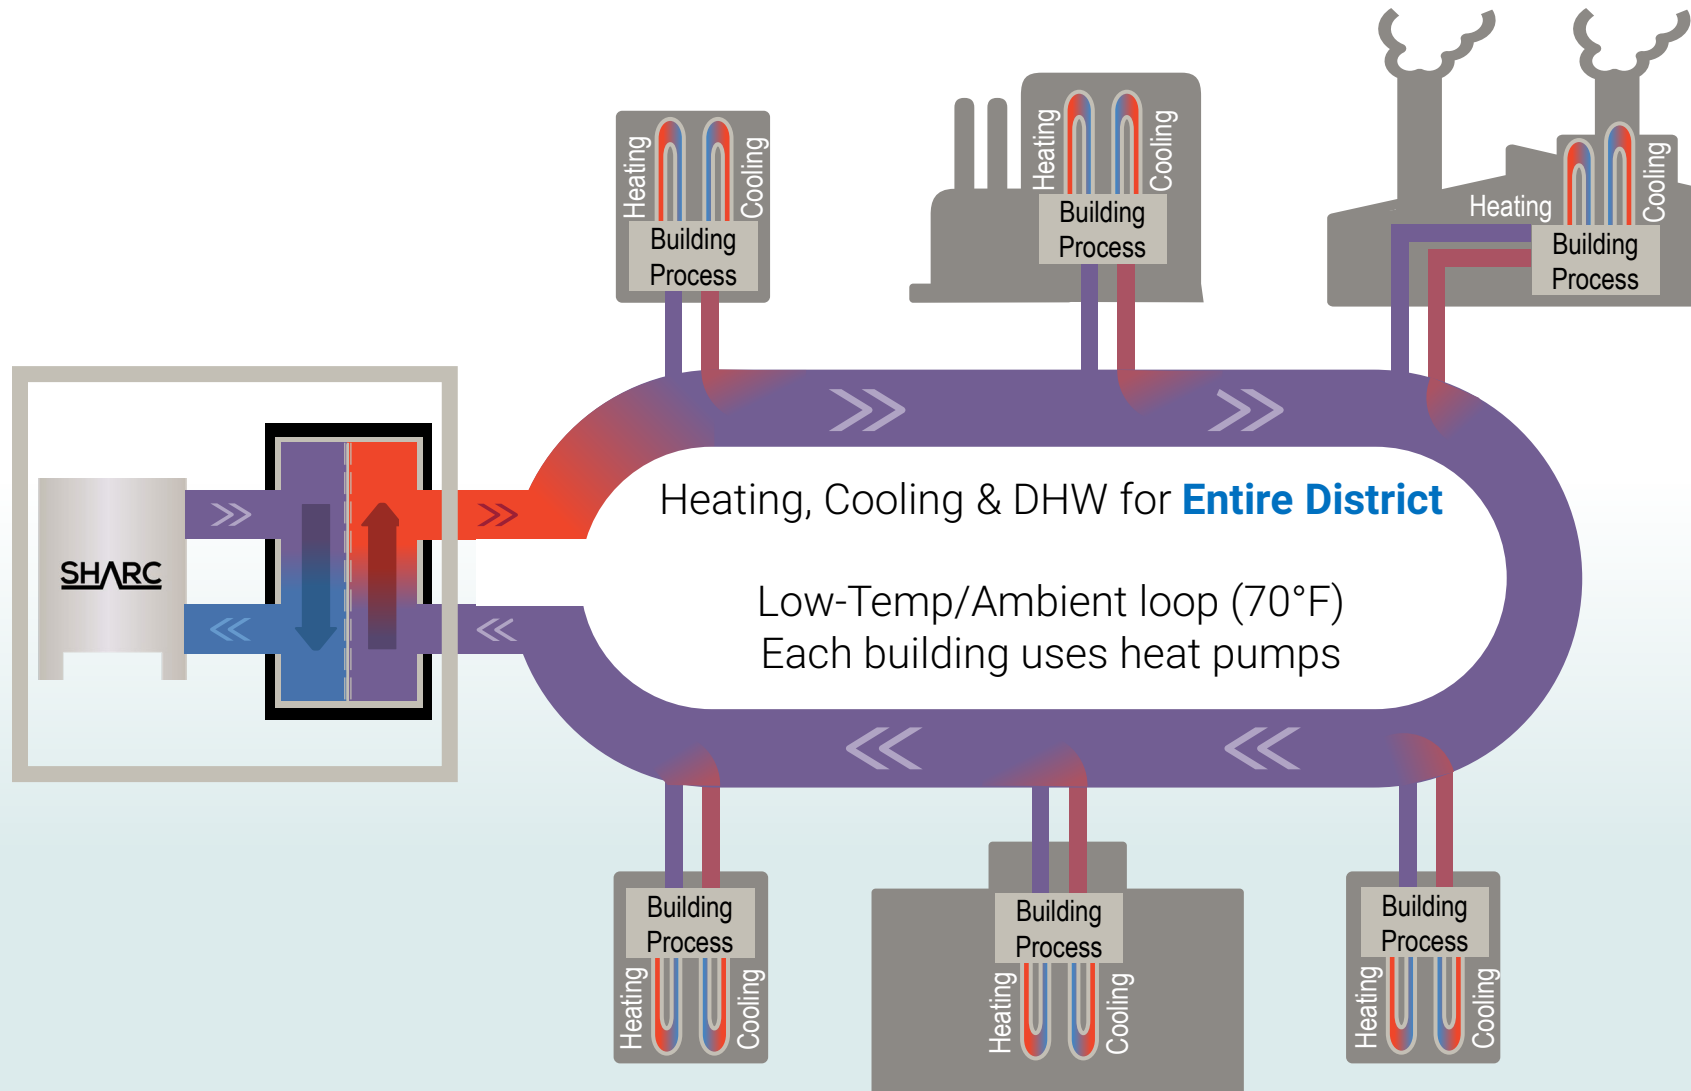 Heating
Cooling
Building
Process
Heating
Cooling
Building
Process
Heating
Cooling
Building
Process
SHARC
Heating, Cooling & DHW for Entire District
Low-Temp/Ambient loop (70°F)
Each building uses heat pumps
Building
Process
Heating
Cooling
Building
Process
Heating
Cooling
Building
Process
Heating
Cooling